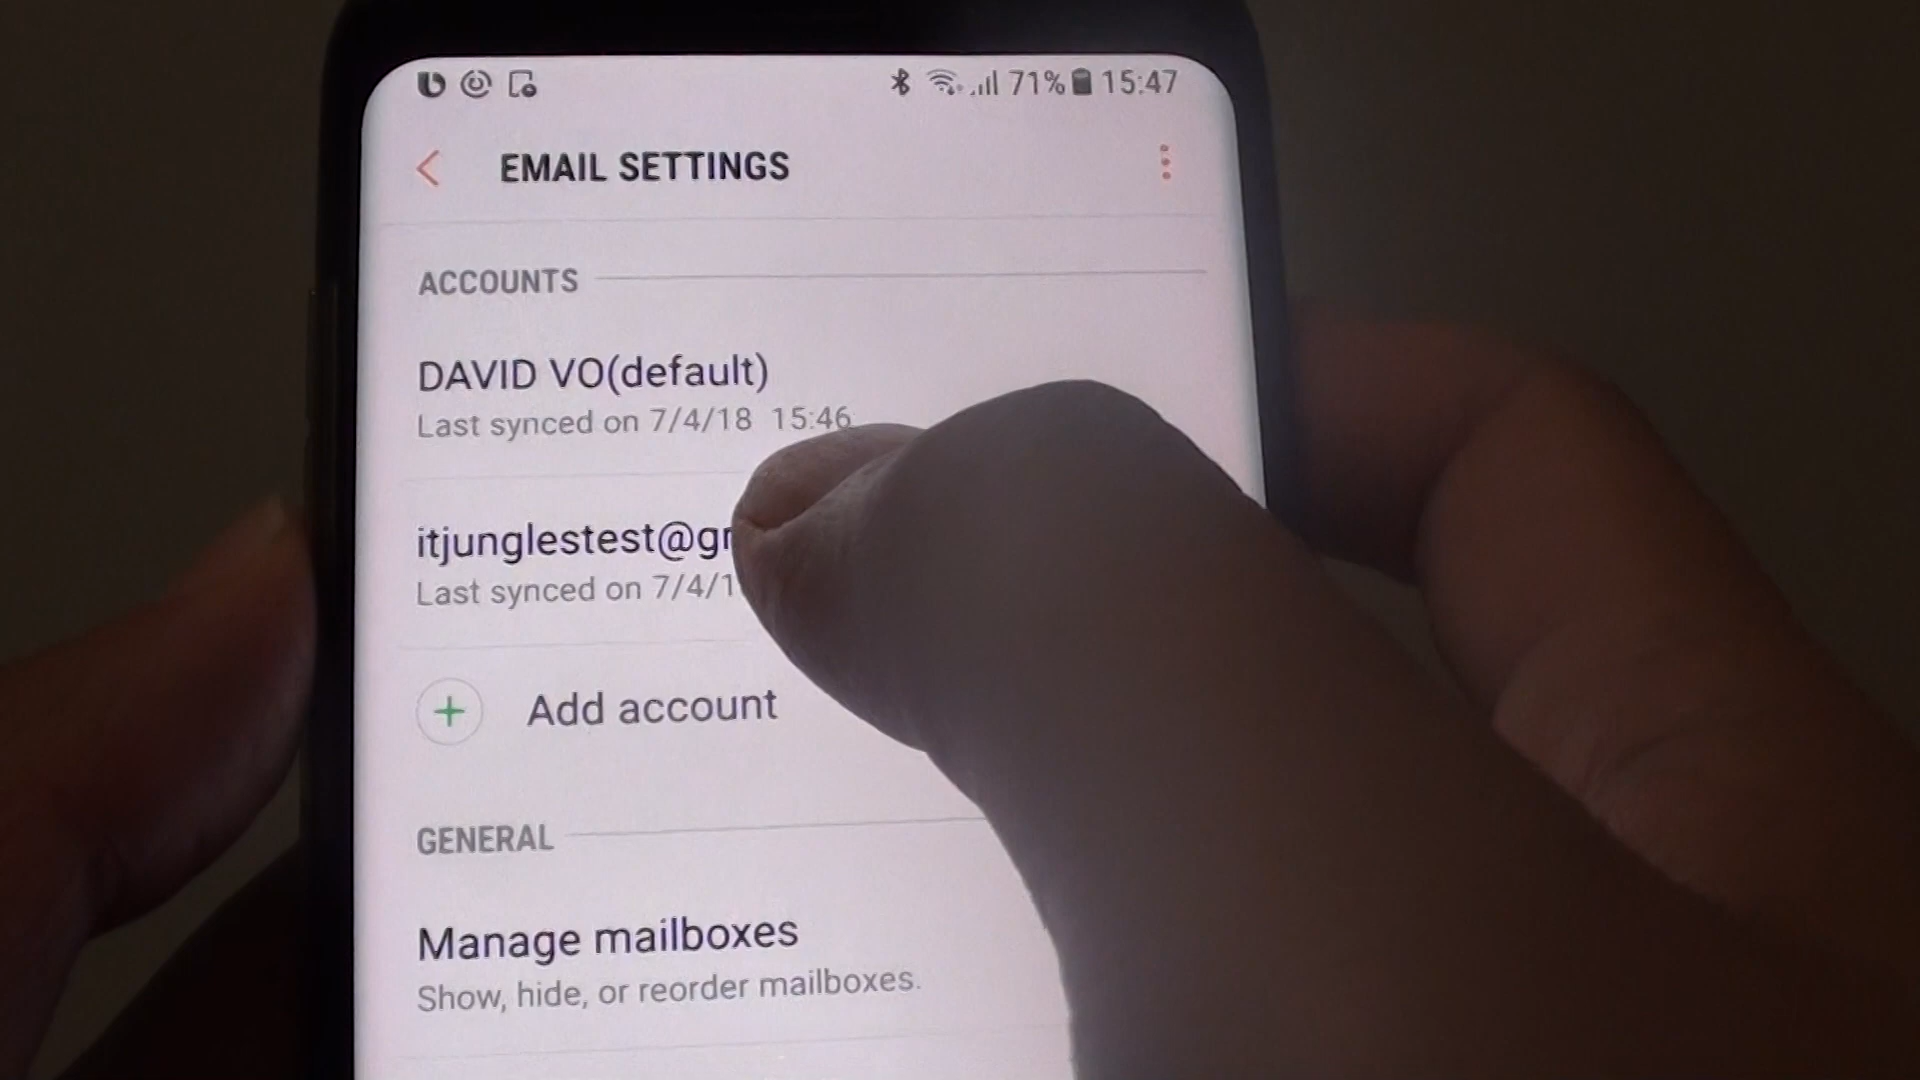 71% 15:47
EMAIL SETTINGS
ACCOUNTS
DAVID VO(default)
Last synced on 7/4/18 15:46
itjunglestest@g
Last synced on 7/4/1
Add account
GENERAL
Manage mailboxes
Show, hide, or reorder mailboxes.